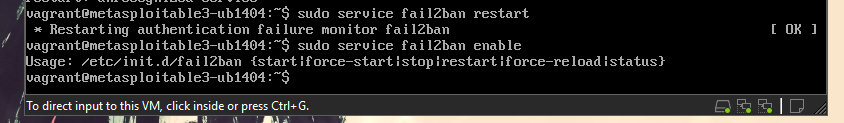 vagrant@metasploitable3-ub1404:~$ sudo service fail2ban restart
 * Restarting authentication failure monitor fail2ban [ OK ]
vagrant@metasploitable3-ub1404:~$ sudo service fail2ban enable
Usage: /etc/init.d/fail2ban {start|force-start|stop|restart|force-reload|status}
vagrant@metasploitable3-ub1404:~$
To direct input to this VM, click inside or press Ctrl+G.